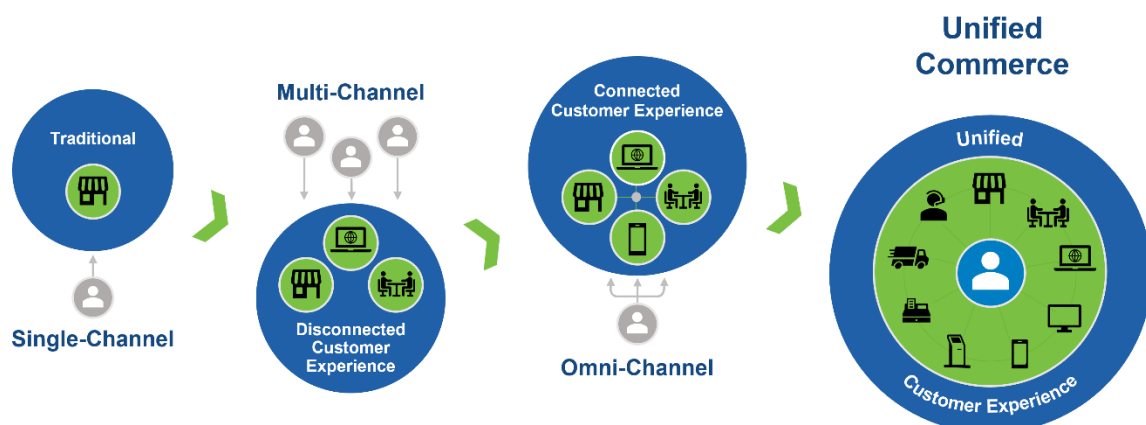 Traditional
Single-Channel
Multi-Channel
Disconnected
Customer
Experience
Connected
Customer Experience
Omni-Channel
Unified
Commerce
Unified
Customer Experience